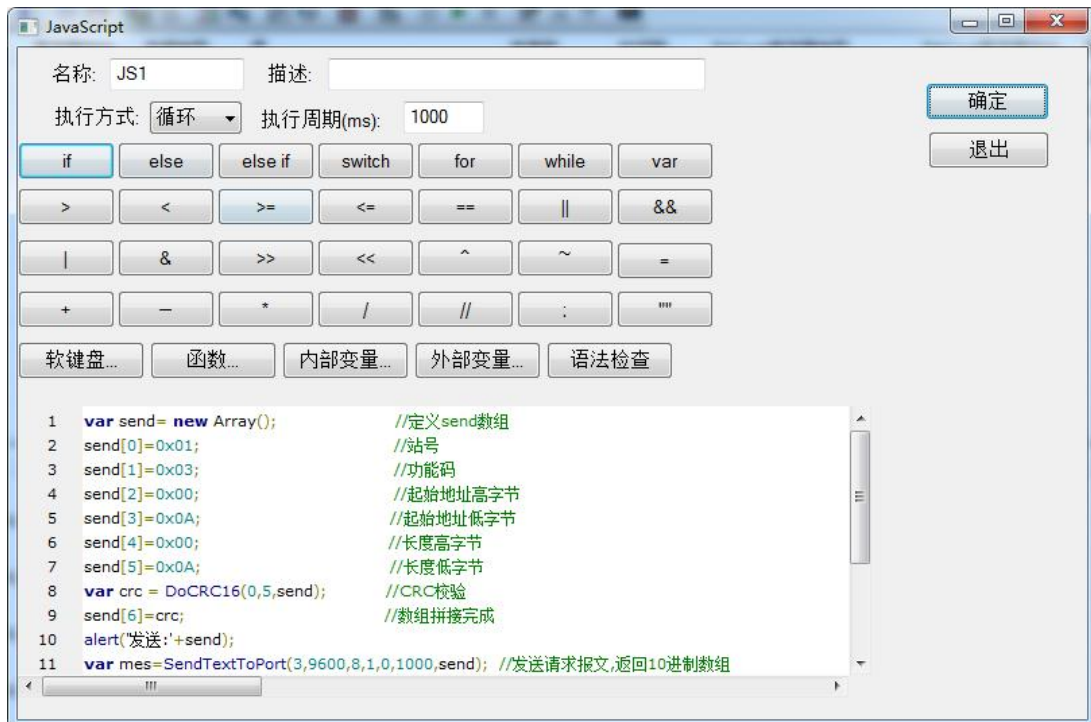 JavaScript
名称: JS1 描述:
执行方式: 循环 执行周期(ms): 1000
确定
退出
if else else if switch for while var
> < >= <= == || &&
| & >> << ^ ~ =
+ — * / // ; ""
软键盘... 函数... 内部变量... 外部变量... 语法检查
1 var send= new Array(); //定义send数组
2 send[0]=0x01; //站号
3 send[1]=0x03; //功能码
4 send[2]=0x00; //起始地址高字节
5 send[3]=0x0A; //起始地址低字节
6 send[4]=0x00; //长度高字节
7 send[5]=0x0A; //长度低字节
8 var crc = DoCRC16(0,5,send); //CRC校验
9 send[6]=crc; //数组拼接完成
10 alert('发送:'+send);
11 var mes=SendTextToPort(3,9600,8,1,0,1000,send); //发送请求报文,返回10进制数组